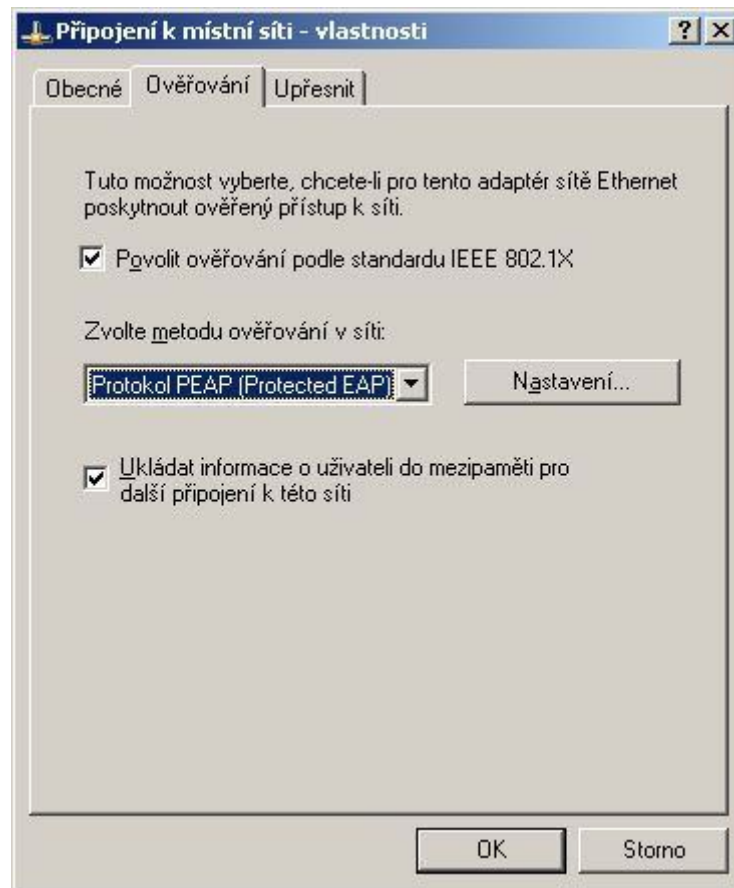 Připojení k místní síti - vlastnosti
Obecné Ověřování Upřesnit
Tuto možnost vyberte, chcete-li pro tento adaptér sítě Ethernet
poskytnout ověřený přístup k síti.
Povolit ověřování podle standardu IEEE 802.1X
Zvolte metodu ověřování v síti:
Protokol PEAP (Protected EAP) Nastavení...
Ukládat informace o uživateli do mezipaměti pro
další připojení k této síti
OK Storno